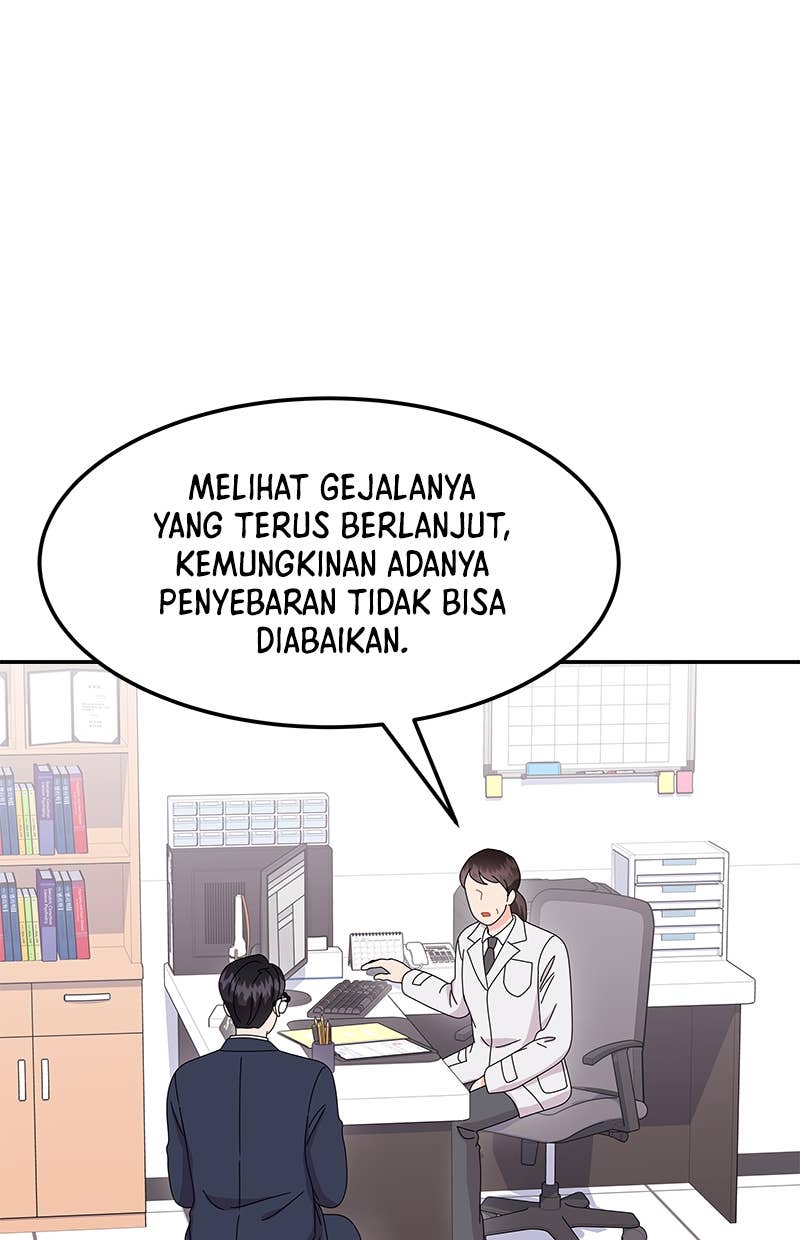 MELIHAT GEJALANYA
YANG TERUS BERLANJUT,
KEMUNGKINAN ADANYA
PENYEBARAN TIDAK BISA
DIABAIKAN.